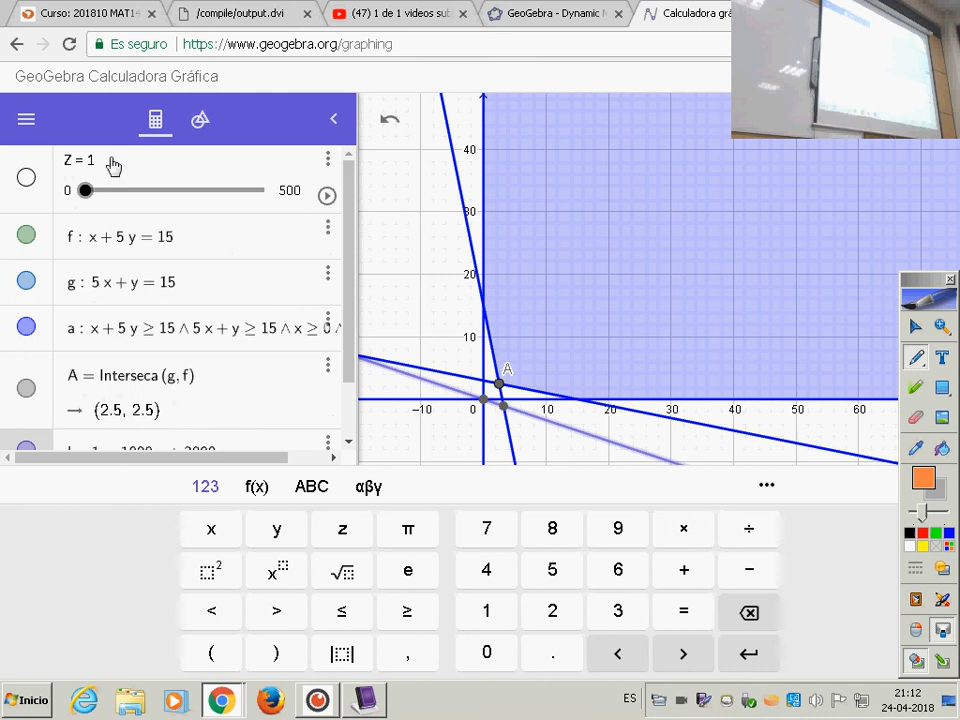 Curso: 201810 MAT1
/compile/output.dvi
(47) 1 de 1 videos sub
GeoGebra - Dynamic M
Calculadora grá
Es seguro
https://www.geogebra.org/graphing
GeoGebra Calculadora Gráfica
Z = 1
0 500
f : x + 5 y = 15
g : 5 x + y = 15
a : x + 5 y ≥ 15 ∧ 5 x + y ≥ 15 ∧ x ≥ 0 ∧
A = Interseca (g, f)
→ (2.5, 2.5)
40
30
20
10
A
−10 0 10 20 30 40 50 60
123 f(x) ABC αβγ •••
x y z π 7 8 9 × ÷
□² x□ √□ e 4 5 6 + −
< > ≤ ≥ 1 2 3 =
( ) |□| , 0 . < >
T
Inicio
ES
21:12
24-04-2018